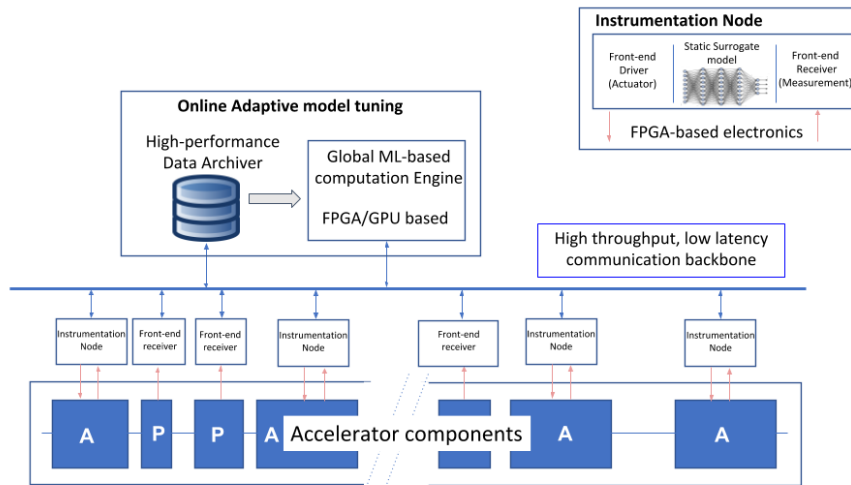 Instrumentation Node
Front-end
Driver
(Actuator)
Static Surrogate
model
Front-end
Receiver
(Measurement)
FPGA-based electronics
Online Adaptive model tuning
High-performance
Data Archiver
Global ML-based
computation Engine
FPGA/GPU based
High throughput, low latency
communication backbone
Instrumentation
Node
Front-end
receiver
Front-end
receiver
Instrumentation
Node
Front-end
receiver
Instrumentation
Node
Instrumentation
Node
A
P
P
A
Accelerator components
A
A